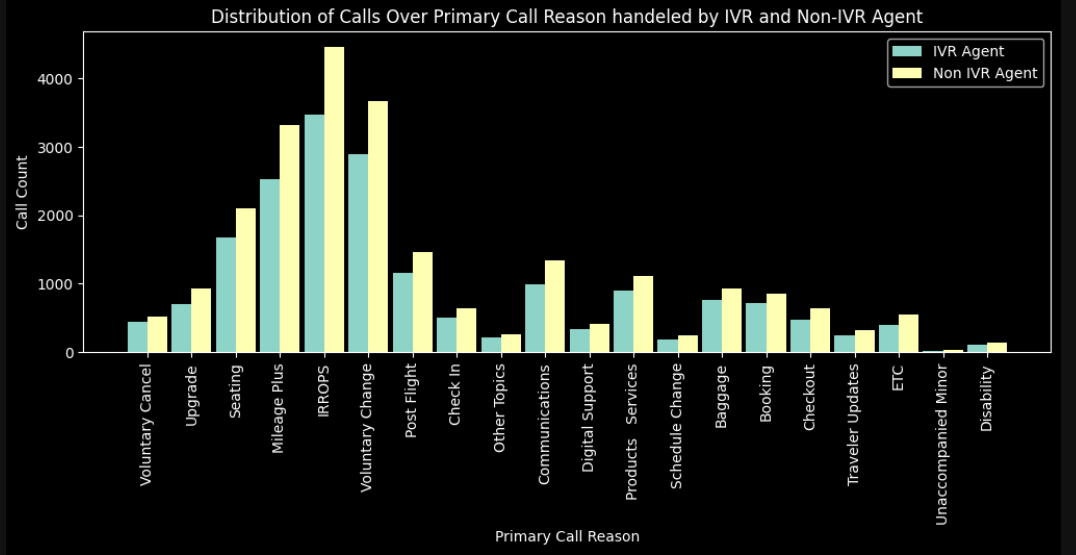 Distribution of Calls Over Primary Call Reason handeled by IVR and Non-IVR Agent
IVR Agent
Non IVR Agent
Call Count
4000
3000
2000
1000
0
Voluntary Cancel
Upgrade
Seating
Mileage Plus
IRROPS
Voluntary Change
Post Flight
Check In
Other Topics
Communications
Digital Support
Products   Services
Schedule Change
Baggage
Booking
Checkout
Traveler Updates
ETC
Unaccompanied Minor
Disability
Primary Call Reason